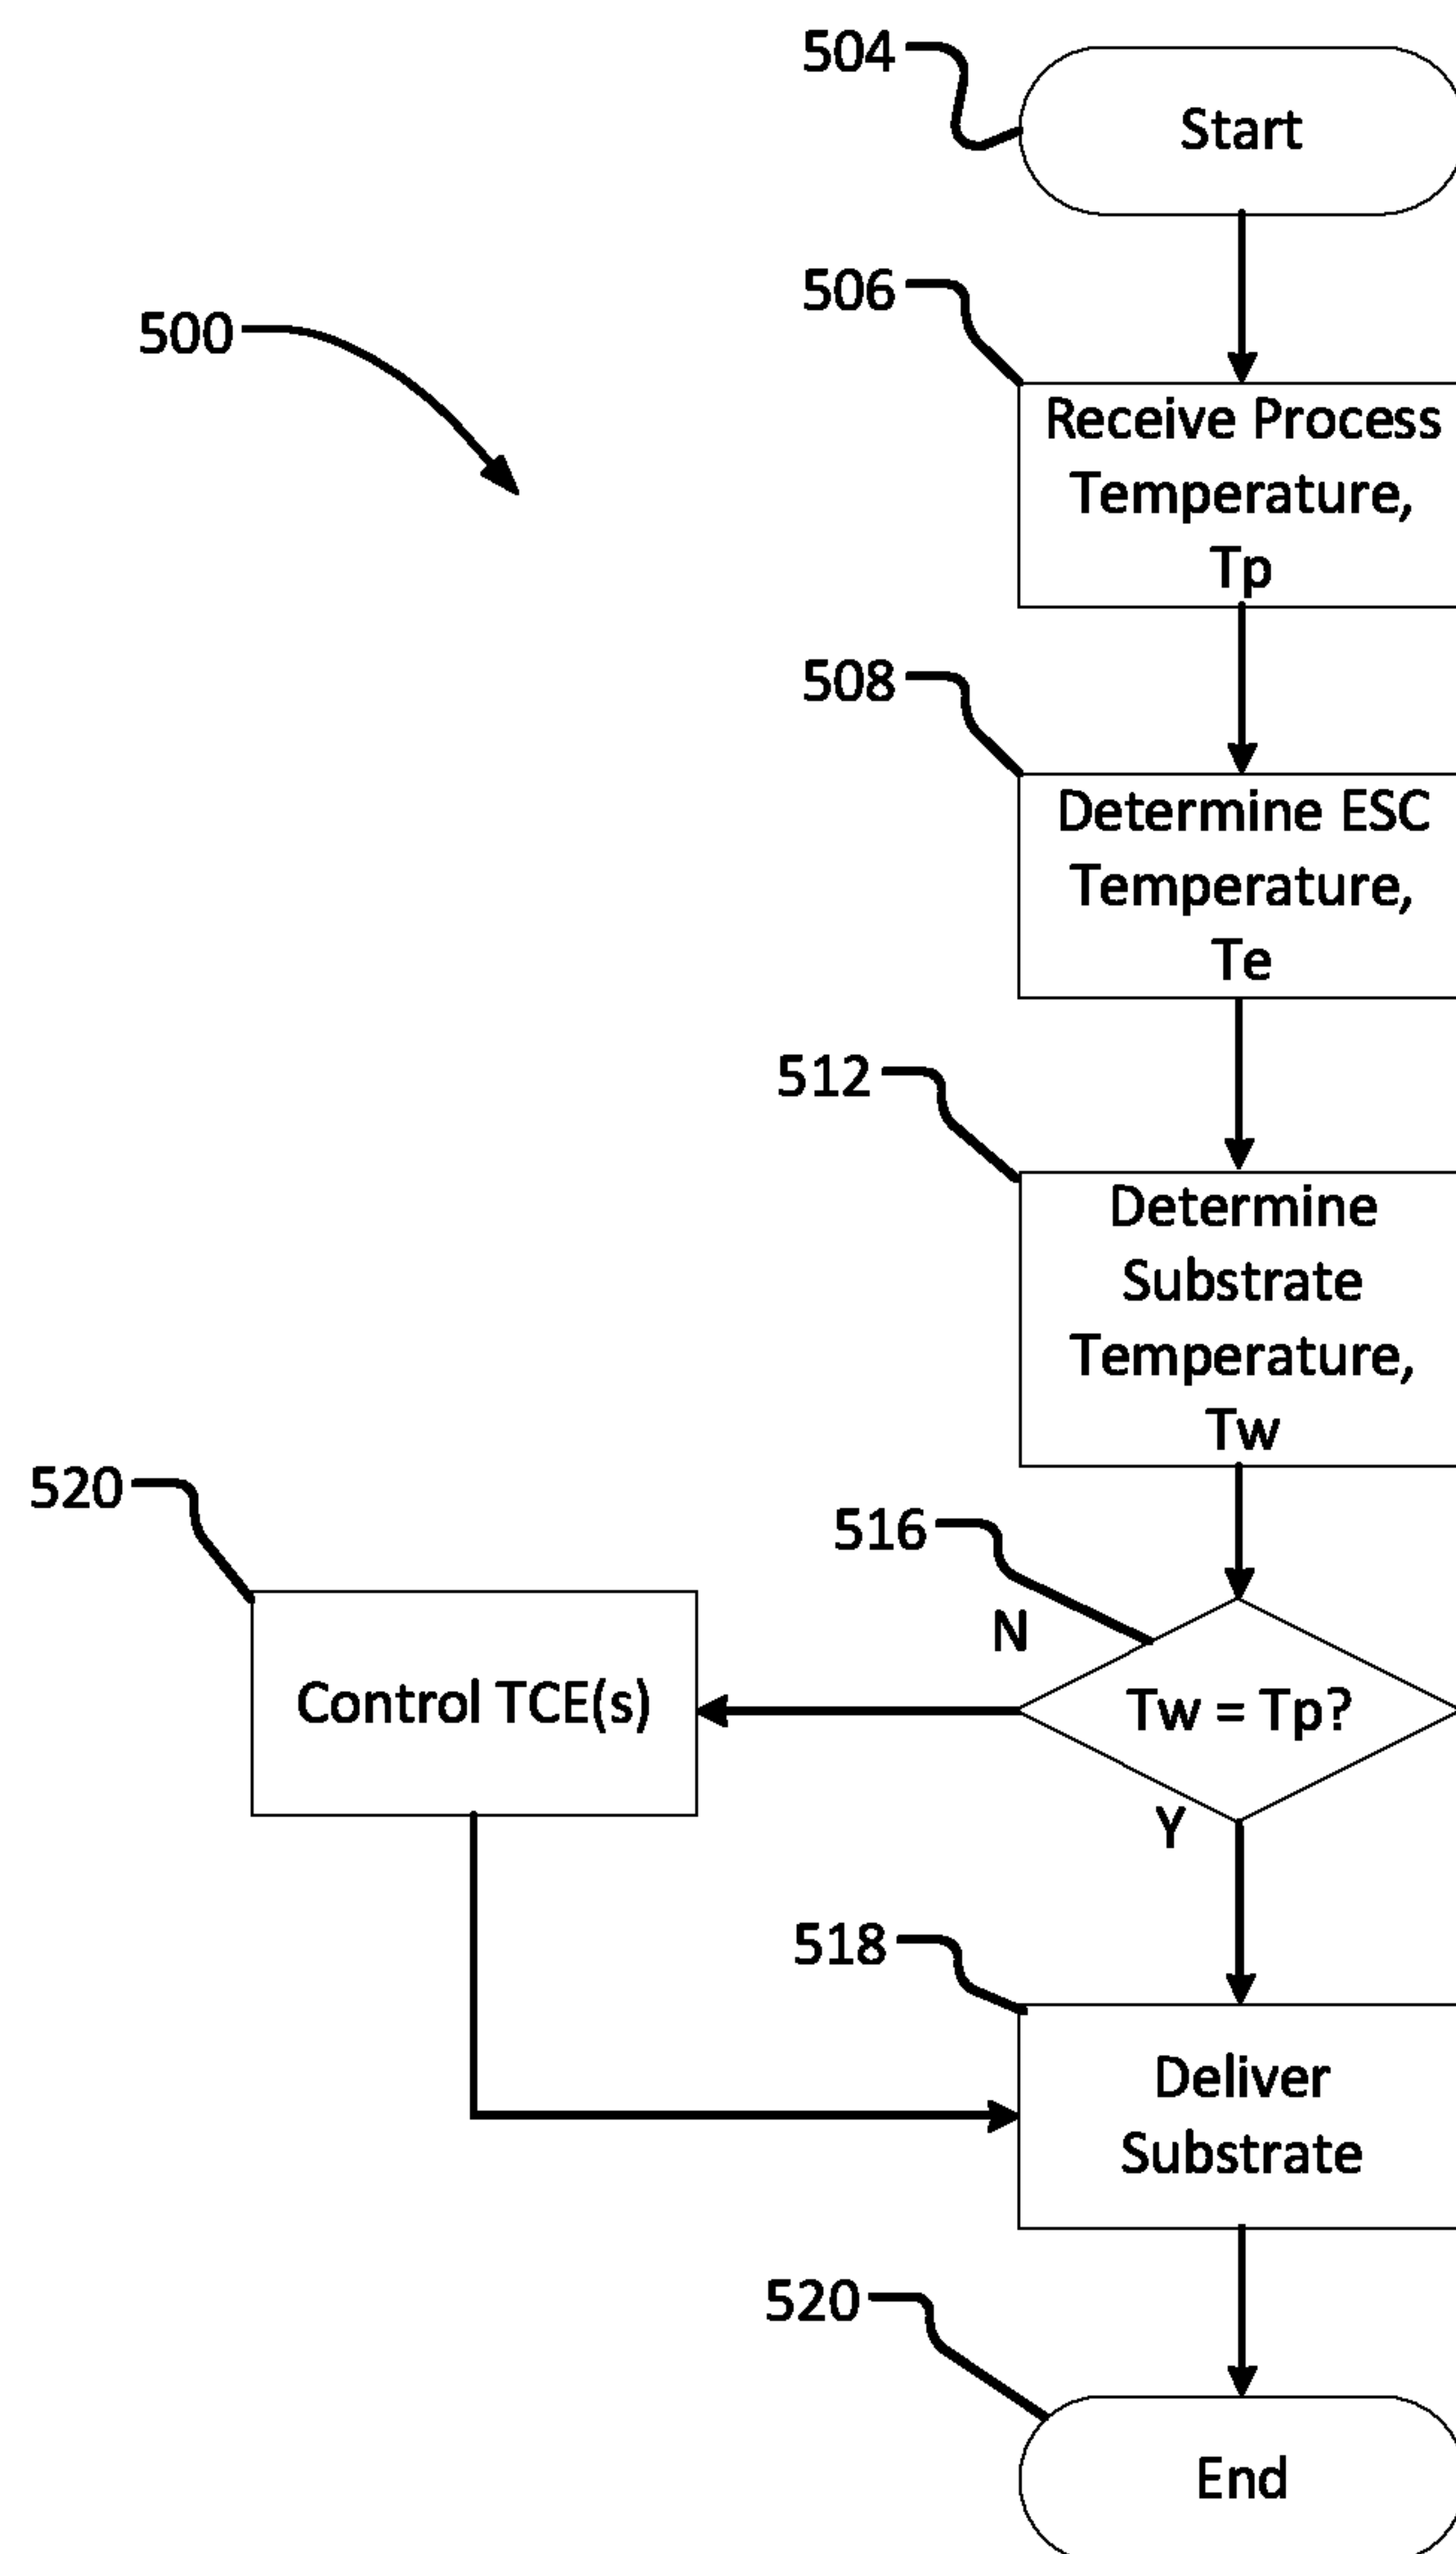 504
Start
506
500
Receive Process
Temperature,
Tp
508
Determine ESC
Temperature,
Te
512
Determine
Substrate
Temperature,
Tw
520
516
N
Control TCE(s)
Tw = Tp?
Y
518
Deliver
Substrate
520
End